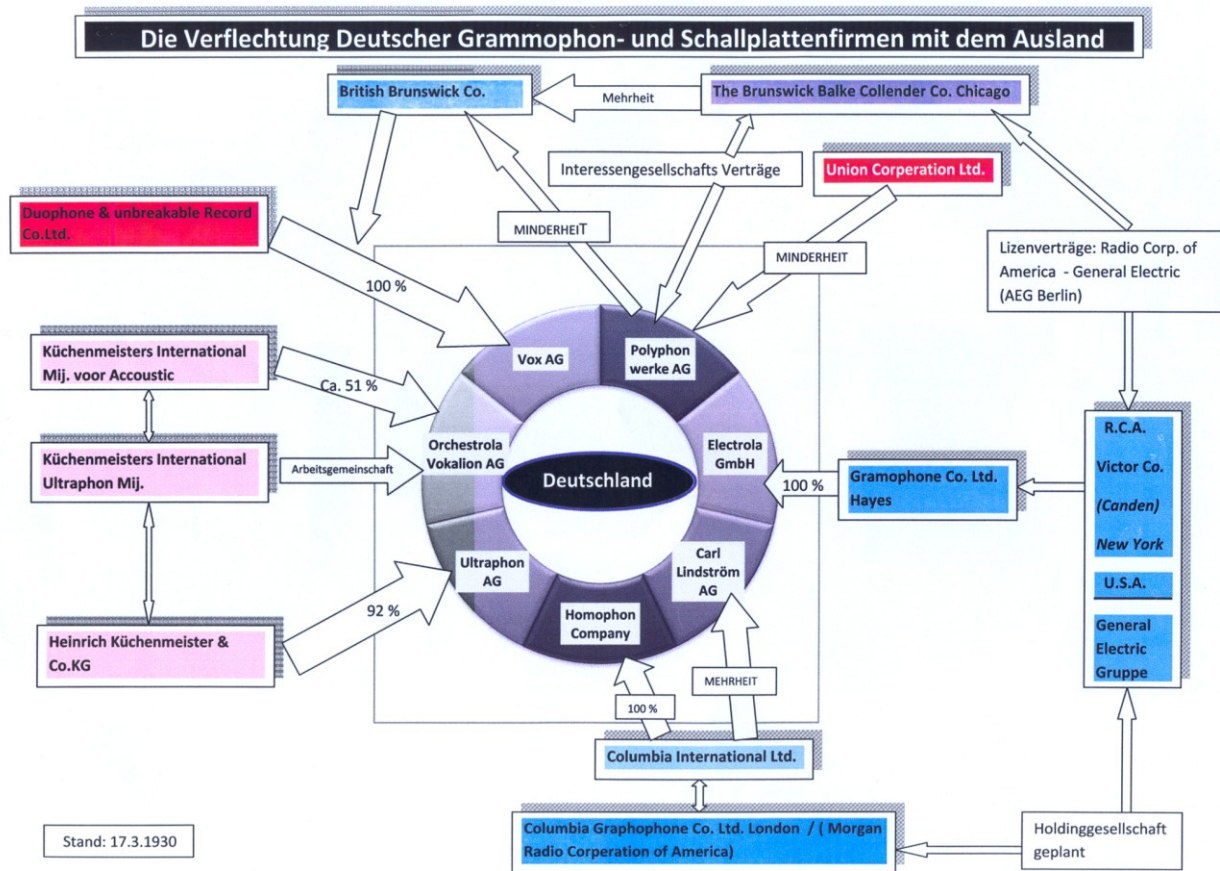 Die Verflechtung Deutscher Grammophon- und Schallplattenfirmen mit dem Ausland
British Brunswick Co.
Mehrheit
The Brunswick Balke Collender Co. Chicago
Interessengesellschafts Verträge
Union Corperation Ltd.
Duophone & unbreakable Record
Co.Ltd.
MINDERHEIT
MINDERHEIT
Lizenverträge: Radio Corp. of
America - General Electric
(AEG Berlin)
100 %
Küchenmeisters International
Mij. voor Accoustic
Ca. 51 %
Vox AG
Polyphon
werke AG
Küchenmeisters International
Ultraphon Mij.
Arbeitsgemeinschaft
Orchestrola
Vokalion AG
Deutschland
Electrola
GmbH
100 %
Gramophone Co. Ltd.
Hayes
R.C.A.
Victor Co.
(Canden)
New York
U.S.A.
General
Electric
Gruppe
Heinrich Küchenmeister &
Co.KG
92 %
Ultraphon
AG
Homophon
Company
Carl
Lindström
AG
100 %
MEHRHEIT
Columbia International Ltd.
Stand: 17.3.1930
Columbia Graphophone Co. Ltd. London / ( Morgan
Radio Corperation of America)
Holdinggesellschaft
geplant